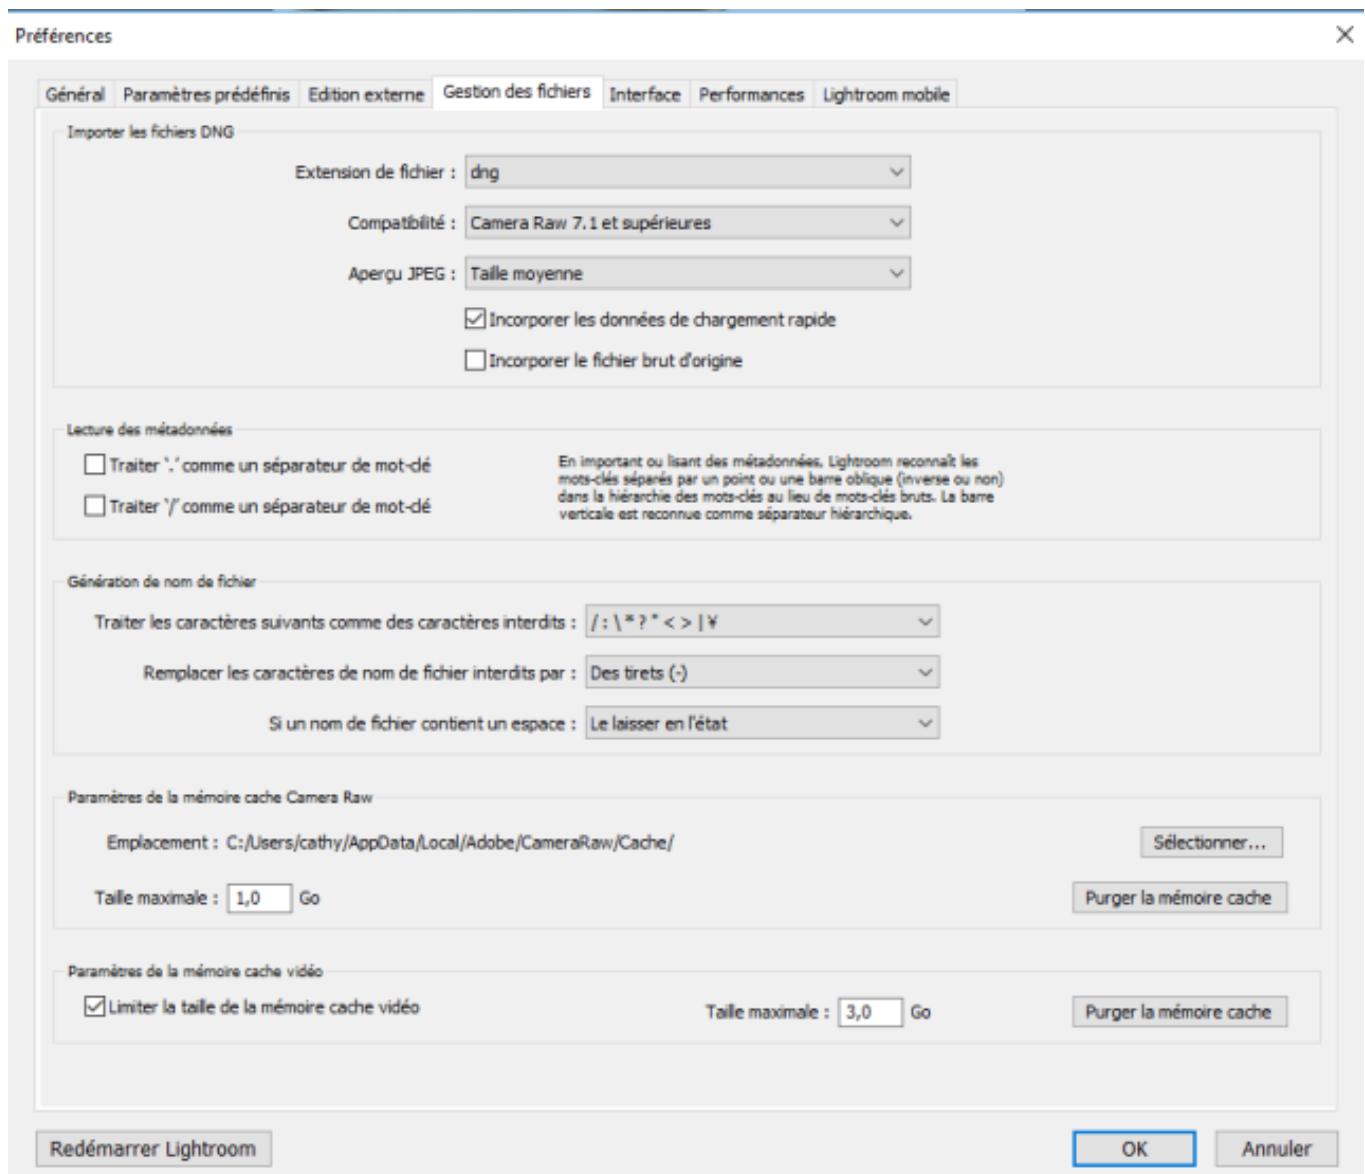 Préférences
Général Paramètres prédéfinis Edition externe Gestion des fichiers Interface Performances Lightroom mobile
Importer les fichiers DNG
Extension de fichier : dng
Compatibilité : Camera Raw 7.1 et supérieures
Aperçu JPEG : Taille moyenne
Incorporer les données de chargement rapide
Incorporer le fichier brut d'origine
Lecture des métadonnées
Traiter '.' comme un séparateur de mot-clé
Traiter '/' comme un séparateur de mot-clé
En important ou lisant des métadonnées, Lightroom reconnaît les
mots-clés séparés par un point ou une barre oblique (inverse ou non)
dans la hiérarchie des mots-clés au lieu de mots-clés bruts. La barre
verticale est reconnue comme séparateur hiérarchique.
Génération de nom de fichier
Traiter les caractères suivants comme des caractères interdits : / : \ * ? " < > | ¥
Remplacer les caractères de nom de fichier interdits par : Des tirets (-)
Si un nom de fichier contient un espace : Le laisser en l'état
Paramètres de la mémoire cache Camera Raw
Emplacement : C:/Users/cathy/AppData/Local/Adobe/CameraRaw/Cache/ Sélectionner...
Taille maximale : 1,0 Go Purger la mémoire cache
Paramètres de la mémoire cache vidéo
Limiter la taille de la mémoire cache vidéo Taille maximale : 3,0 Go Purger la mémoire cache
Redémarrer Lightroom OK Annuler